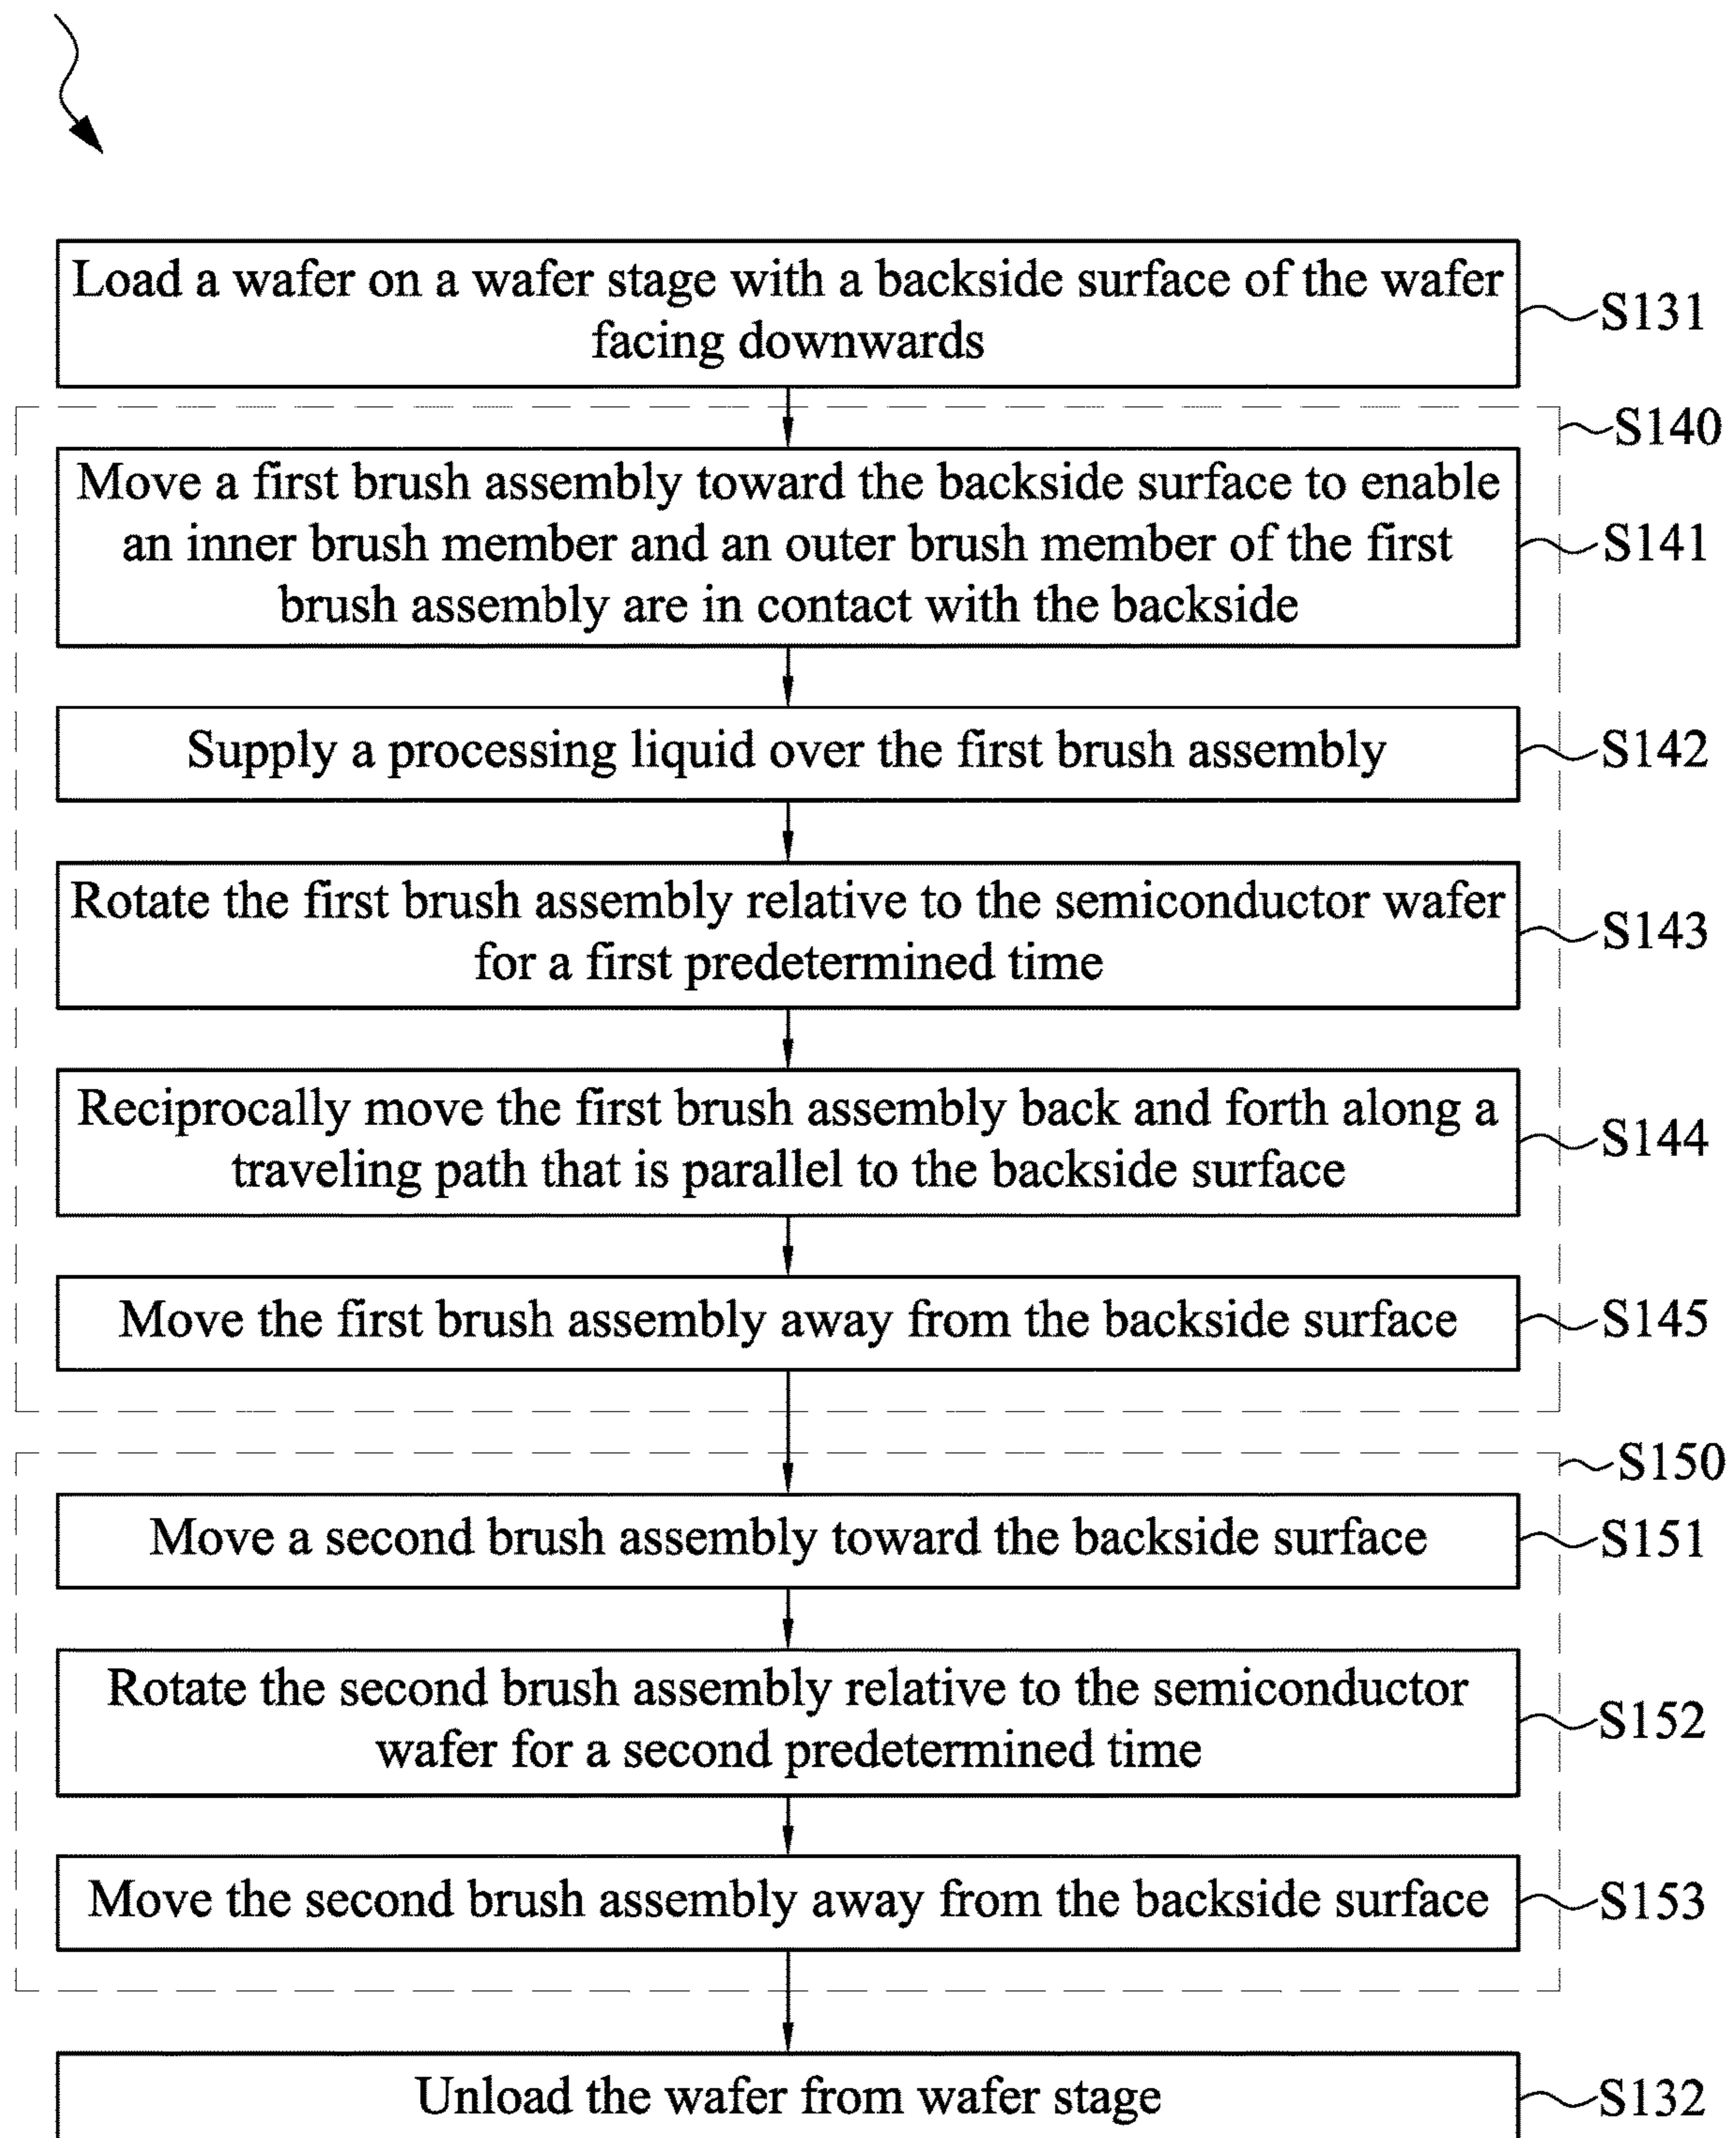 Load a wafer on a wafer stage with a backside surface of the wafer
facing downwards
S131
S140
Move a first brush assembly toward the backside surface to enable
an inner brush member and an outer brush member of the first
brush assembly are in contact with the backside
S141
Supply a processing liquid over the first brush assembly
S142
Rotate the first brush assembly relative to the semiconductor wafer
for a first predetermined time
S143
Reciprocally move the first brush assembly back and forth along a
traveling path that is parallel to the backside surface
S144
Move the first brush assembly away from the backside surface
S145
S150
Move a second brush assembly toward the backside surface
S151
Rotate the second brush assembly relative to the semiconductor
wafer for a second predetermined time
S152
Move the second brush assembly away from the backside surface
S153
Unload the wafer from wafer stage
S132